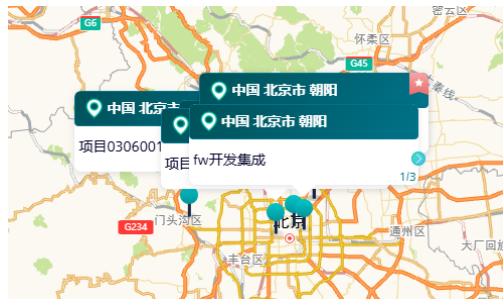 密云区
G6
怀柔区
G45
中国 北京市 朝阳
中国 北京市
中国 北京市 朝阳
项目0306001
项目
fw开发集成
1/3
门头沟区
G234
北京
通州区
丰台区
大厂回族